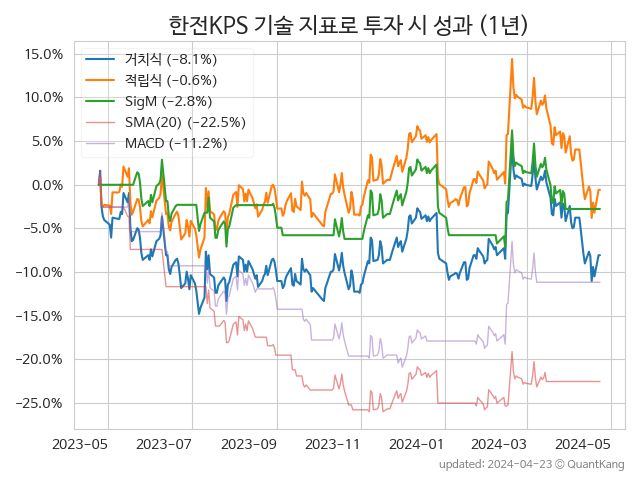 한전KPS 기술 지표로 투자 시 성과 (1년)
15.0%
10.0%
5.0%
0.0%
−5.0%
−10.0%
−15.0%
−20.0%
−25.0%
거치식 (−8.1%)
적립식 (−0.6%)
SigM (−2.8%)
SMA(20) (−22.5%)
MACD (−11.2%)
2023-05 2023-07 2023-09 2023-11 2024-01 2024-03 2024-05
updated: 2024-04-23 © QuantKang